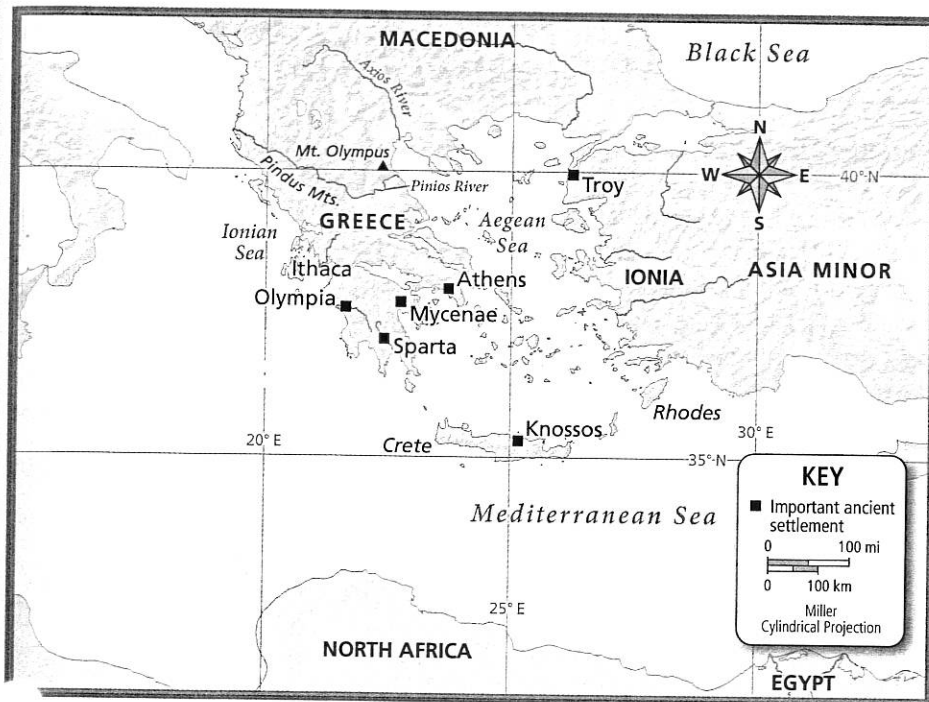 MACEDONIA
Black Sea
Axios River
N
Mt. Olympus
W
E
40° N
Pindus Mts.
Pinios River
Troy
S
GREECE
Aegean
Sea
Ionian
Sea
Ithaca
IONIA
ASIA MINOR
Athens
Olympia
Mycenae
Sparta
Rhodes
Knossos
Crete
20° E
30° E
35° N
Mediterranean Sea
KEY
Important ancient
settlement
0 100 mi
0 100 km
Miller
Cylindrical Projection
25° E
NORTH AFRICA
EGYPT